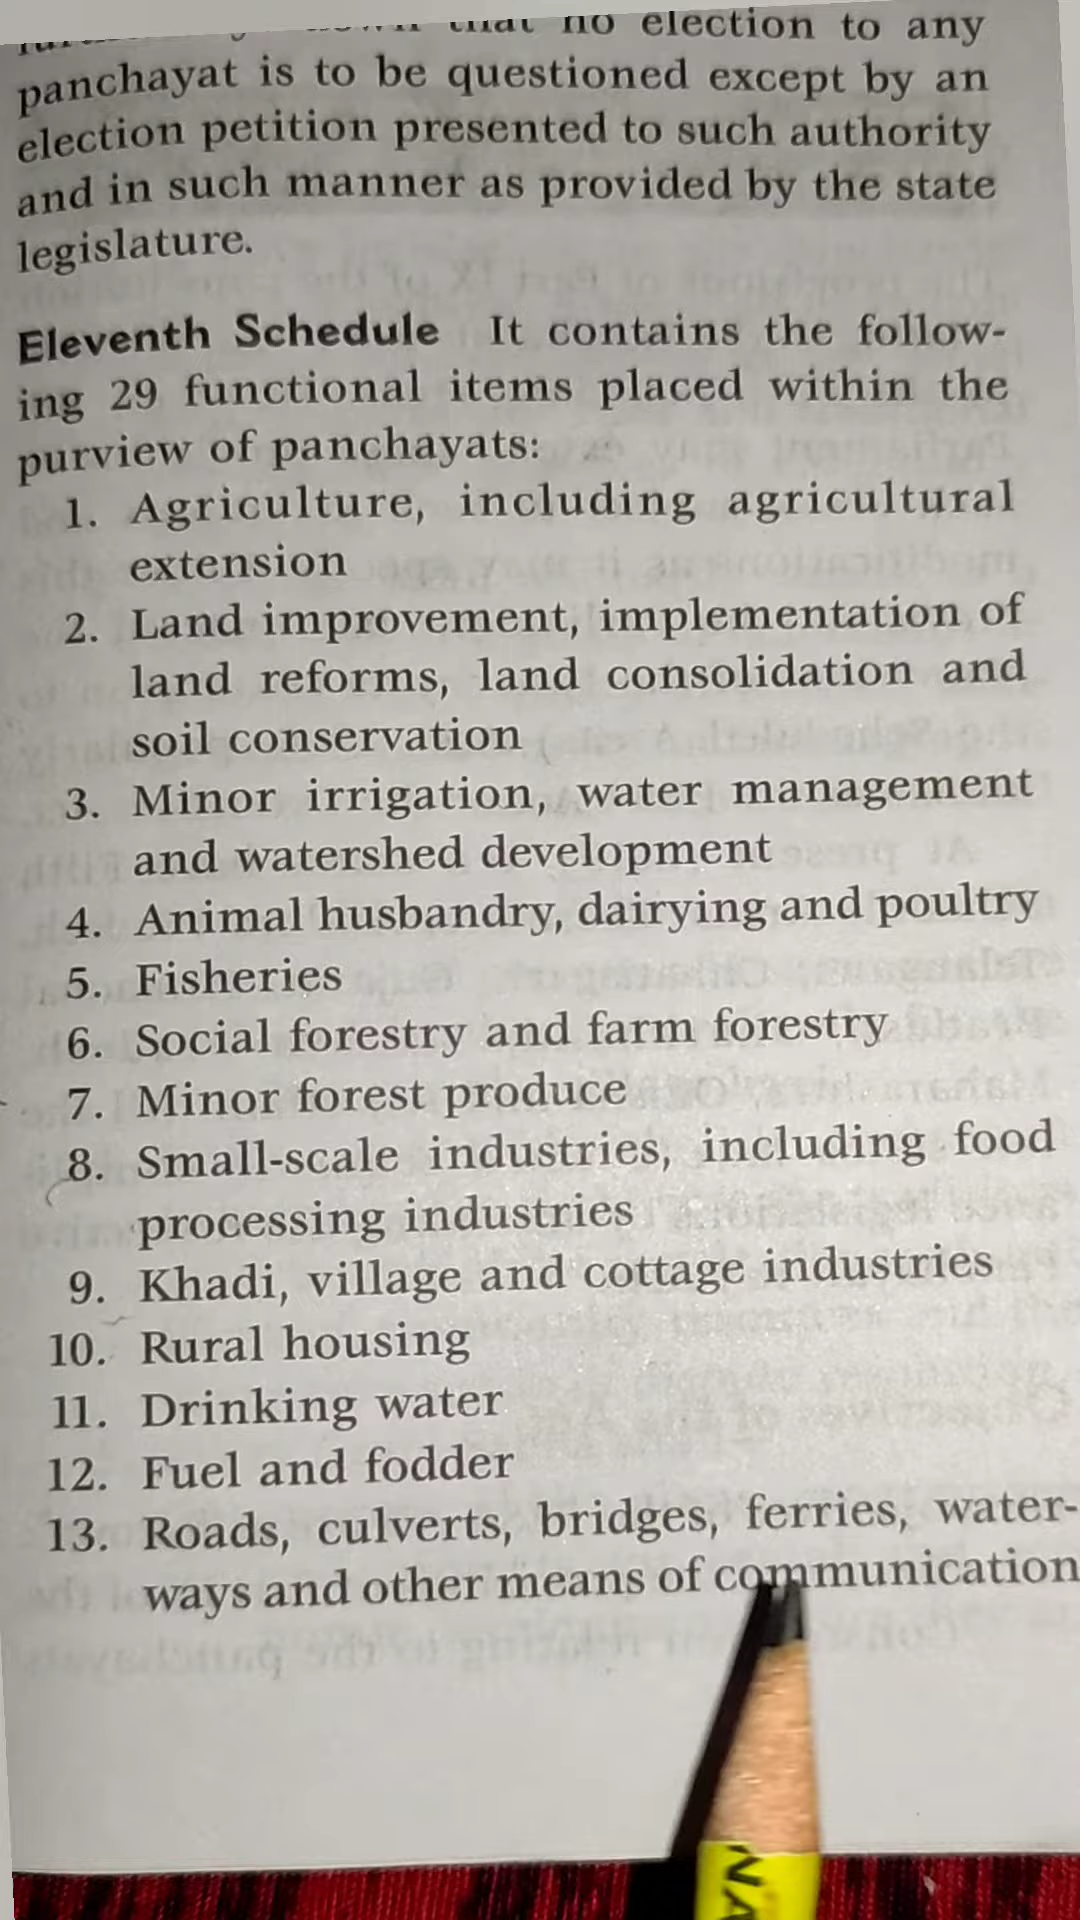 that no election to any
panchayat is to be questioned except by an
election petition presented to such authority
and in such manner as provided by the state
legislature.
Eleventh Schedule It contains the follow-
ing 29 functional items placed within the
purview of panchayats:
1. Agriculture, including agricultural
extension
2. Land improvement, implementation of
land reforms, land consolidation and
soil conservation
3. Minor irrigation, water management
and watershed development
4. Animal husbandry, dairying and poultry
5. Fisheries
6. Social forestry and farm forestry
7. Minor forest produce
8. Small-scale industries, including food
processing industries
9. Khadi, village and cottage industries
10. Rural housing
11. Drinking water
12. Fuel and fodder
13. Roads, culverts, bridges, ferries, water-
ways and other means of communication
NA